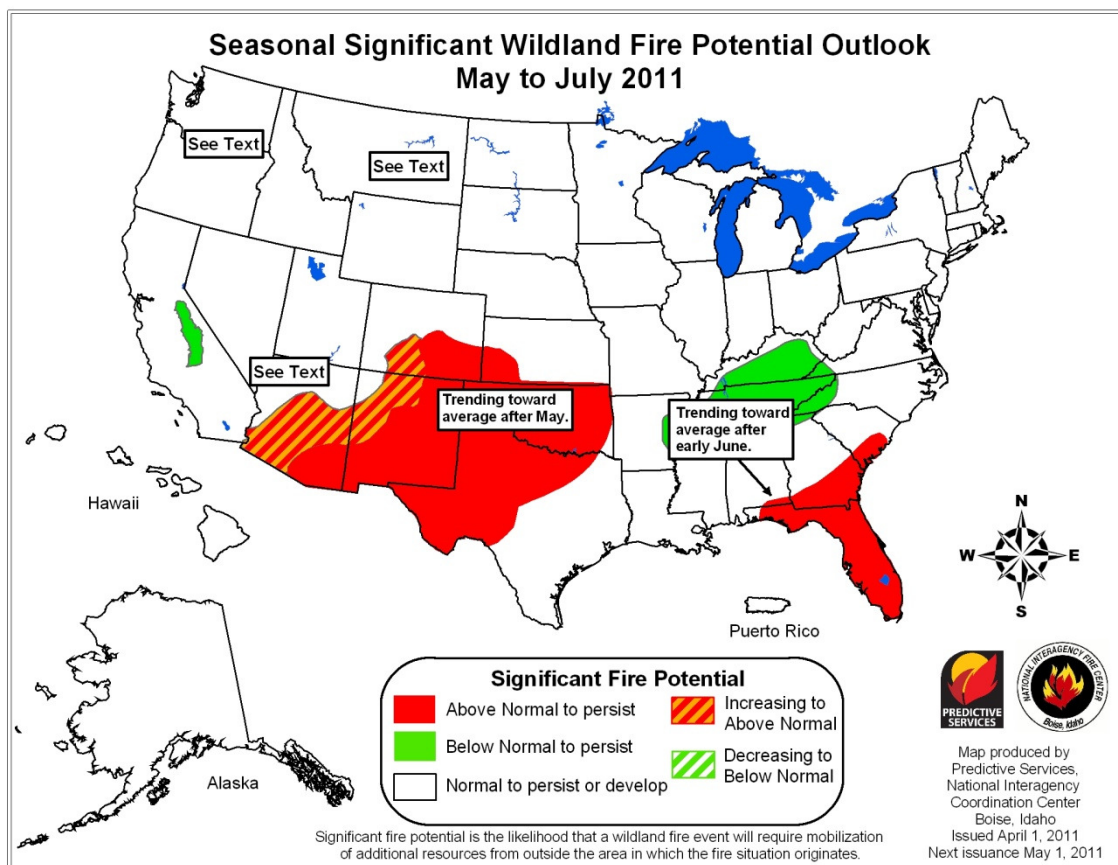 Seasonal Significant Wildland Fire Potential Outlook
May to July 2011
See Text
See Text
See Text
Trending toward
average after May.
Trending toward
average after
early June.
Hawaii
Alaska
Puerto Rico
N
W
E
S
Significant Fire Potential
Above Normal to persist
Below Normal to persist
Normal to persist or develop
Increasing to
Above Normal
Decreasing to
Below Normal
Significant fire potential is the likelihood that a wildland fire event will require mobilization
of additional resources from outside the area in which the fire situation originates.
PREDICTIVE
SERVICES
NATIONAL INTERAGENCY FIRE CENTER
Boise, Idaho
Map produced by
Predictive Services,
National Interagency
Coordination Center
Boise, Idaho
Issued April 1, 2011
Next issuance May 1, 2011